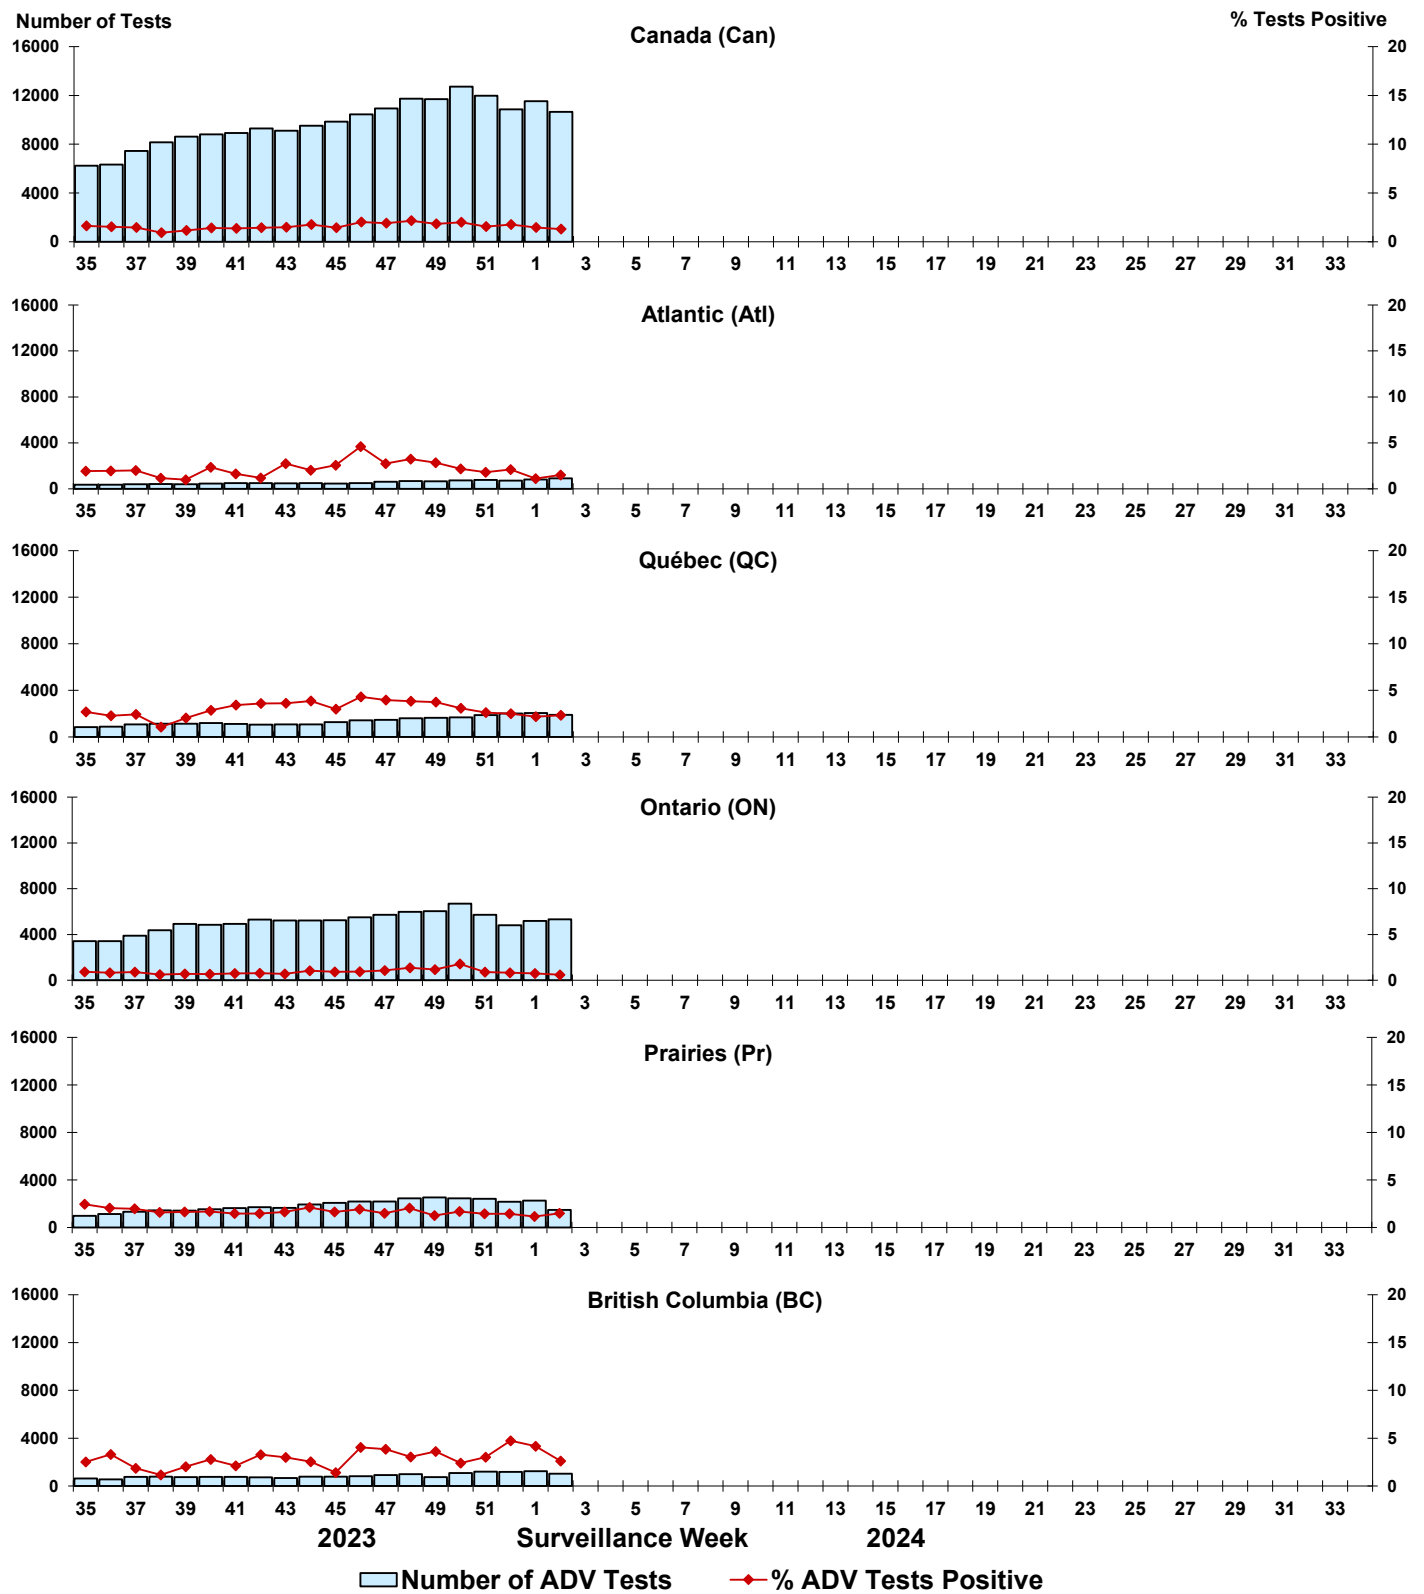 Number of Tests % Tests Positive
Canada (Can)
16000 20
12000 15
8000 10
4000 5
0 0
35 37 39 41 43 45 47 49 51 1 3 5 7 9 11 13 15 17 19 21 23 25 27 29 31 33
Atlantic (Atl)
16000 20
12000 15
8000 10
4000 5
0 0
35 37 39 41 43 45 47 49 51 1 3 5 7 9 11 13 15 17 19 21 23 25 27 29 31 33
Québec (QC)
16000 20
12000 15
8000 10
4000 5
0 0
35 37 39 41 43 45 47 49 51 1 3 5 7 9 11 13 15 17 19 21 23 25 27 29 31 33
Ontario (ON)
16000 20
12000 15
8000 10
4000 5
0 0
35 37 39 41 43 45 47 49 51 1 3 5 7 9 11 13 15 17 19 21 23 25 27 29 31 33
Prairies (Pr)
16000 20
12000 15
8000 10
4000 5
0 0
35 37 39 41 43 45 47 49 51 1 3 5 7 9 11 13 15 17 19 21 23 25 27 29 31 33
British Columbia (BC)
16000 20
12000 15
8000 10
4000 5
0 0
35 37 39 41 43 45 47 49 51 1 3 5 7 9 11 13 15 17 19 21 23 25 27 29 31 33
2023 Surveillance Week 2024
Number of ADV Tests % ADV Tests Positive